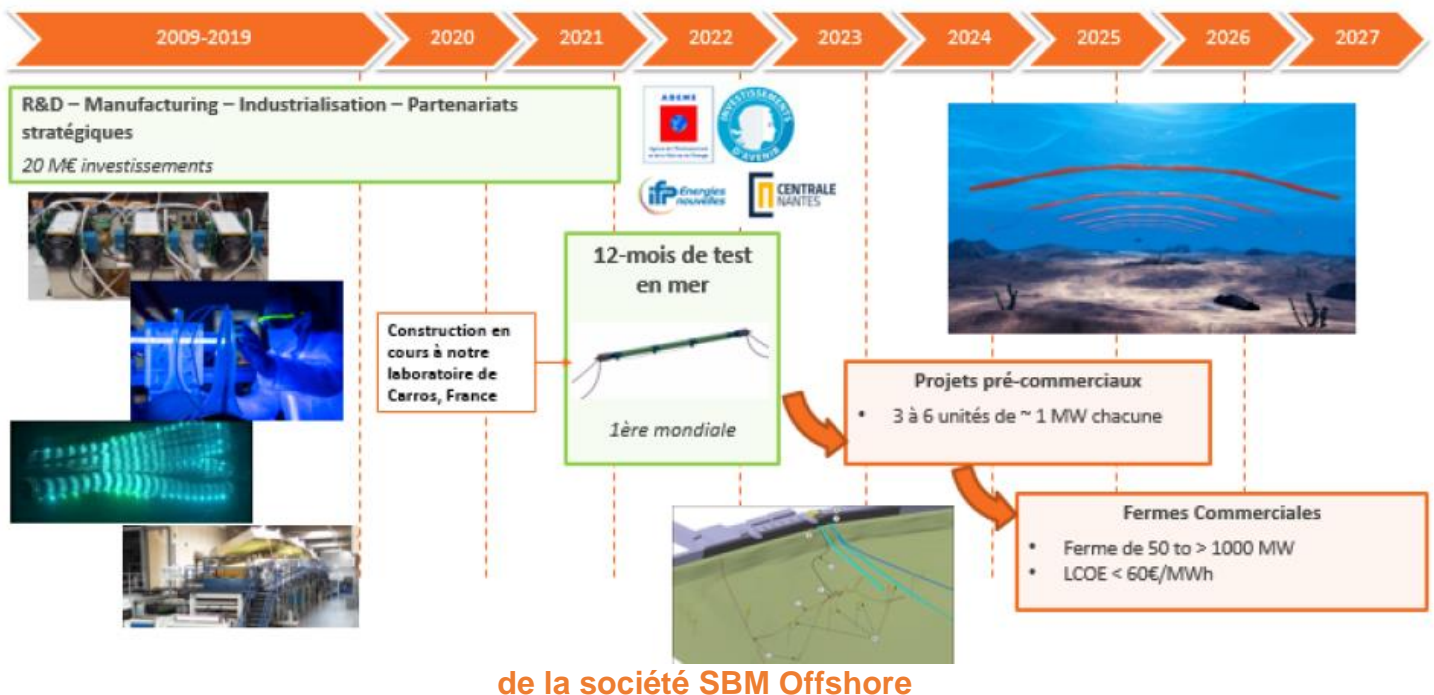 2009-2019
2020
2021
2022
2023
2024
2025
2026
2027
R&D – Manufacturing – Industrialisation – Partenariats
stratégiques
20 M€ investissements
ADEME
INVESTISSEMENTS
D'AVENIR
ifp Energies
nouvelles
CENTRALE
NANTES
12-mois de test
en mer
1ère mondiale
Construction en
cours à notre
laboratoire de
Carros, France
Projets pré-commerciaux
• 3 à 6 unités de ~ 1 MW chacune
Fermes Commerciales
• Ferme de 50 to > 1000 MW
• LCOE < 60€/MWh
de la société SBM Offshore